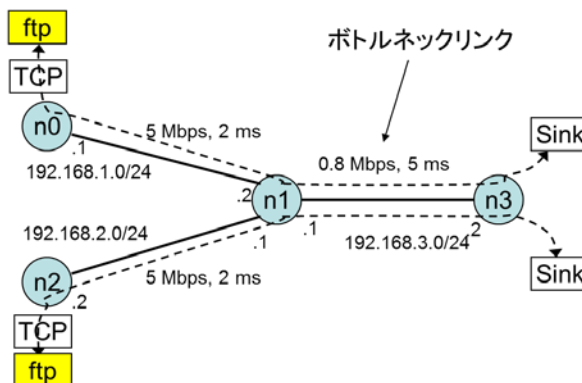 ftp
TCP
n0
.1
5 Mbps, 2 ms
192.168.1.0/24
ボトルネックリンク
Sink
0.8 Mbps, 5 ms
.2
n1
n3
192.168.2.0/24
.1
.1
192.168.3.0/24
.2
5 Mbps, 2 ms
n2
.2
Sink
TCP
ftp